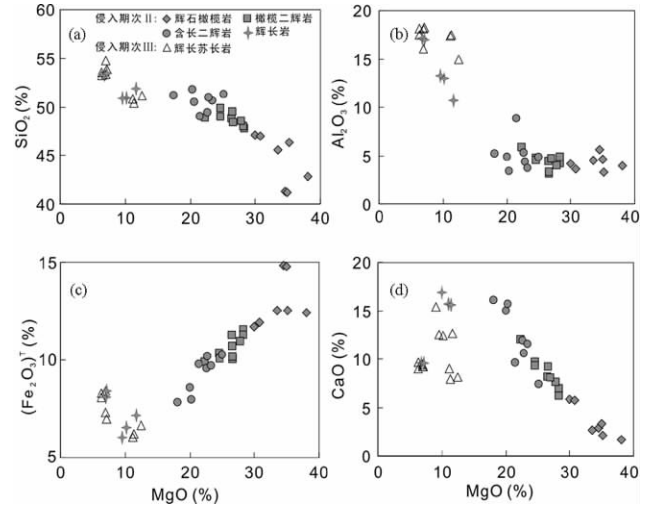 侵入期次II: 辉石橄榄岩 橄榄二辉岩
(a) 含长二辉岩 辉长岩
侵入期次III: 辉长苏长岩
60
55
50
45
40
SiO₂ (%)
0 10 20 30 40
(b)
20
15
10
5
0
Al₂O₃ (%)
0 10 20 30 40
(c)
15
10
5
(Fe₂O₃)ᵀ (%)
0 10 20 30 40
MgO (%)
(d)
20
15
10
5
0
CaO (%)
0 10 20 30 40
MgO (%)